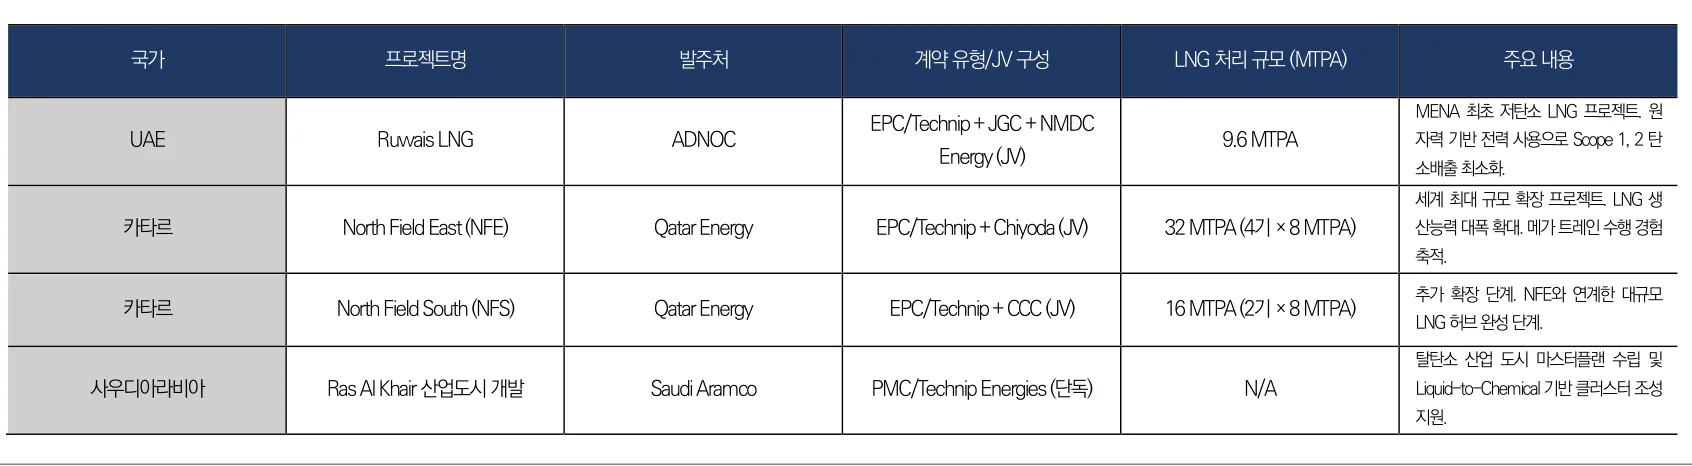 국가 프로젝트명 발주처 계약 유형/JV 구성 LNG 처리 규모 (MTPA) 주요 내용
UAE Ruwais LNG ADNOC EPC/Technip + JGC + NMDC
Energy (JV) 9.6 MTPA MENA 최초 저탄소 LNG 프로젝트. 원
자력 기반 전력 사용으로 Scope 1, 2 탄
소배출 최소화.
카타르 North Field East (NFE) Qatar Energy EPC/Technip + Chiyoda (JV) 32 MTPA (4기 × 8 MTPA) 세계 최대 규모 확장 프로젝트. LNG 생
산능력 대폭 확대. 메가 트레인 수행 경험
축적.
카타르 North Field South (NFS) Qatar Energy EPC/Technip + CCC (JV) 16 MTPA (2기 × 8 MTPA) 추가 확장 단계. NFE와 연계한 대규모
LNG 허브 완성 단계.
사우디아라비아 Ras Al Khair 산업도시 개발 Saudi Aramco PMC/Technip Energies (단독) N/A 탈탄소 산업 도시 마스터플랜 수립 및
Liquid-to-Chemical 기반 클러스터 조성
지원.